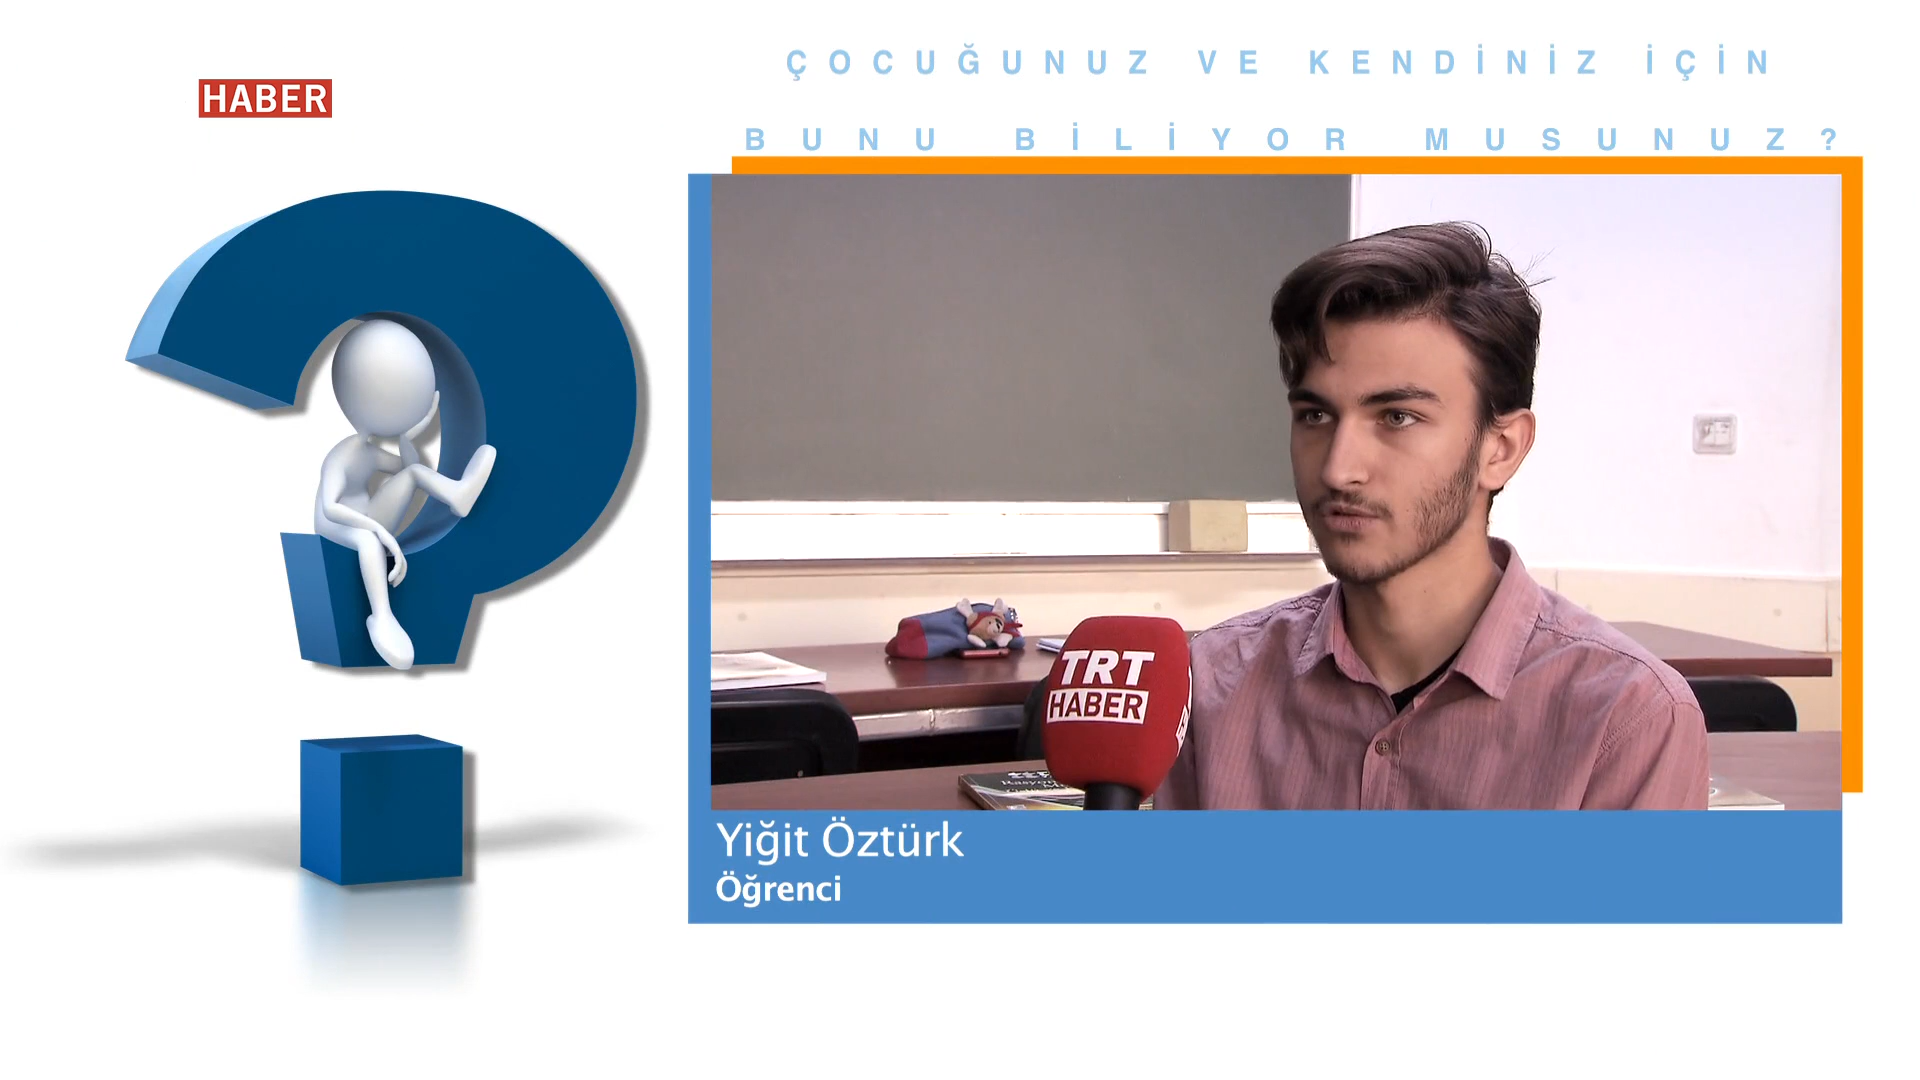 HABER
ÇOCUĞUNUZ VE KENDİNİZ İÇİN
BUNU BİLİYOR MUSUNUZ?
TRT
HABER
Yiğit Öztürk
Öğrenci